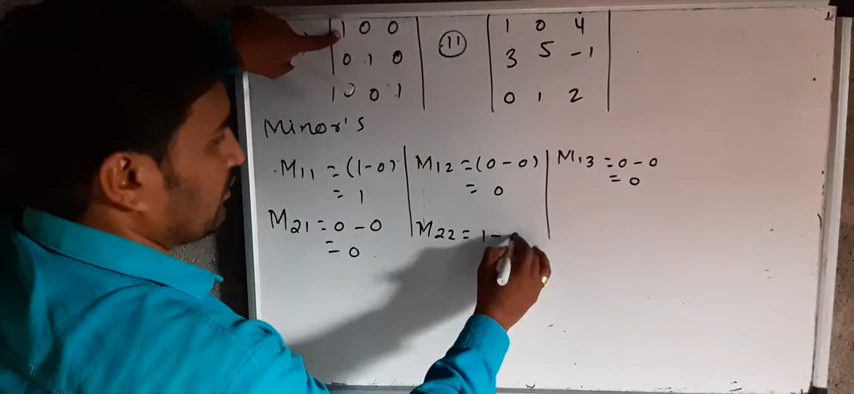 | 1 0 0 | (11) | 1 0 4 |
| 0 1 0 | | 3 5 -1 |
| 0 0 1 | | 0 1 2 |
Minor's
M11 = (1-0) | M12 = (0-0) | M13 = 0-0
= 1 | = 0 | = 0
M21 = 0-0 | M22 = 1-
= 0